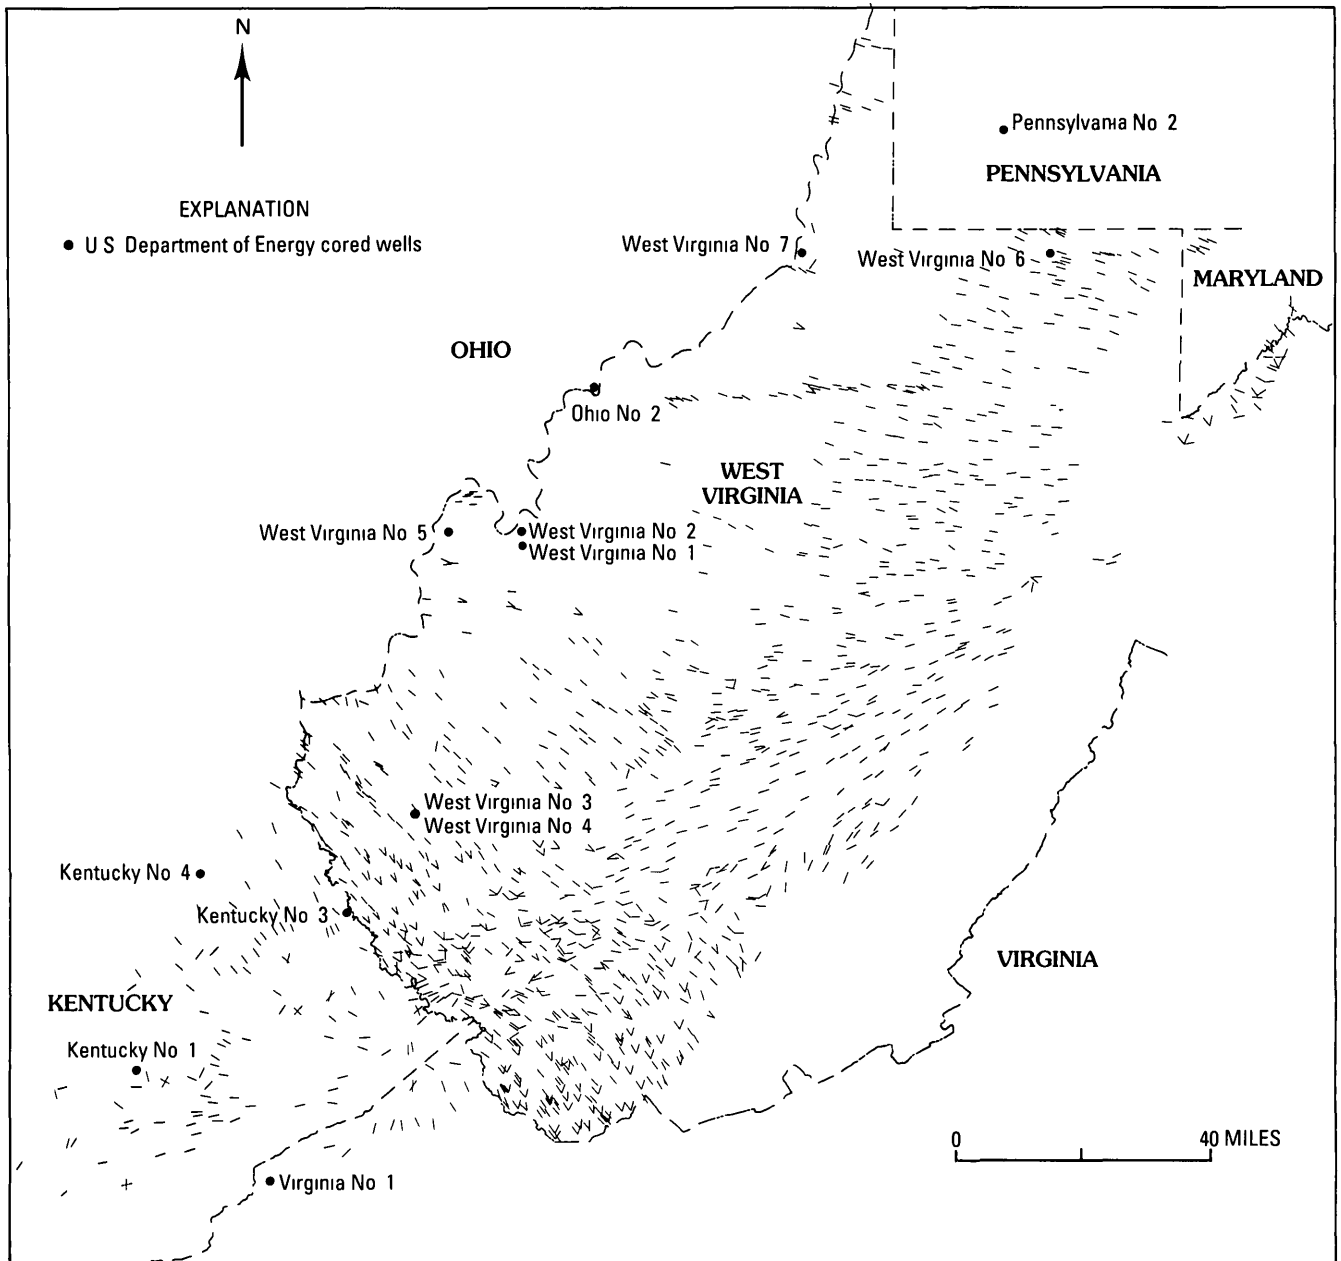 N
Pennsylvania No 2
PENNSYLVANIA
EXPLANATION
U S Department of Energy cored wells
West Virginia No 7
West Virginia No 6
MARYLAND
OHIO
Ohio No 2
WEST
VIRGINIA
West Virginia No 5
West Virginia No 2
West Virginia No 1
West Virginia No 3
West Virginia No 4
Kentucky No 4
Kentucky No 3
VIRGINIA
KENTUCKY
Kentucky No 1
0 40 MILES
Virginia No 1